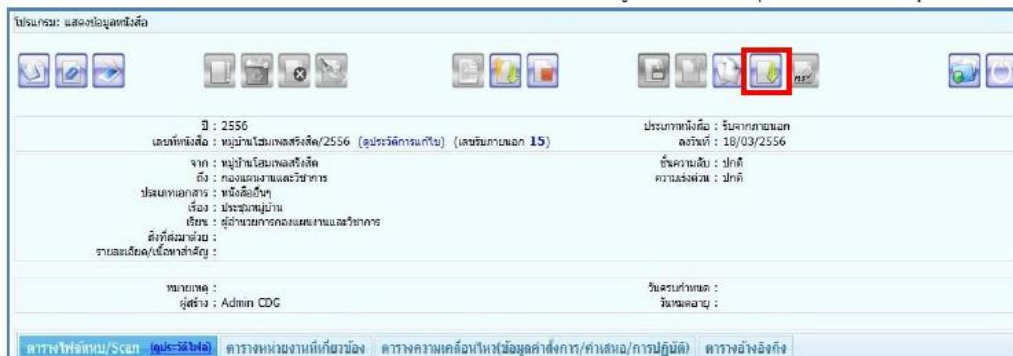 โปรแกรม: แสดงข้อมูลหนังสือ
ปี : 2556
ประเภทหนังสือ : รับจากภายนอก
เลขที่หนังสือ : หมู่บ้านโฮมเพลสรังสิต/2556 (ดูประวัติการแก้ไข) (เลขรับภายนอก 15)
ลงวันที่ : 18/03/2556
จาก : หมู่บ้านโฮมเพลสรังสิต
ชั้นความลับ : ปกติ
ถึง : กองแผนงานและวิชาการ
ความเร่งด่วน : ปกติ
ประเภทเอกสาร : หนังสืออื่นๆ
เรื่อง : ประชุมหมู่บ้าน
เรียน : ผู้อำนวยการกองแผนงานและวิชาการ
สิ่งที่ส่งมาด้วย :
รายละเอียด/เนื้อหาสำคัญ :
หมายเหตุ :
วันครบกำหนด :
ผู้สร้าง : Admin CDG
วันหมดอายุ :
ตารางไฟล์แนบ/Scan (ดูประวัติไฟล์) ตารางหน่วยงานที่เกี่ยวข้อง ตารางความเคลื่อนไหว(ข้อมูลคำสั่งการ/คำเสนอ/การปฏิบัติ) ตารางอ้างอิงถึง